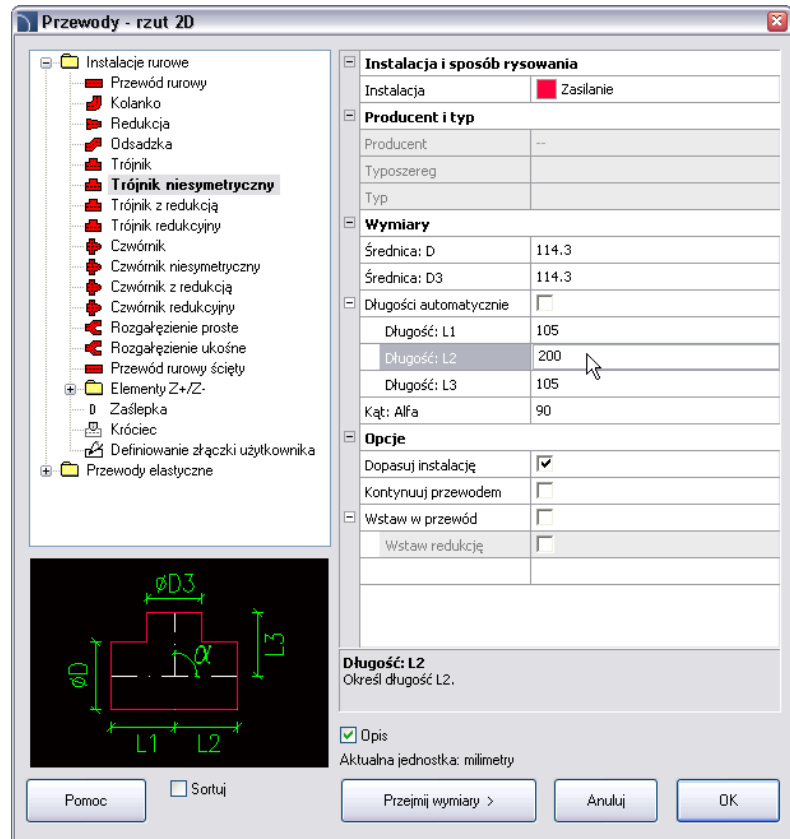 Przewody - rzut 2D
Instalacje rurowe
Przewód rurowy
Kolanko
Redukcja
Odsadzka
Trójnik
Trójnik niesymetryczny
Trójnik z redukcją
Trójnik redukcyjny
Czwórnik
Czwórnik niesymetryczny
Czwórnik z redukcją
Czwórnik redukcyjny
Rozgałęzienie proste
Rozgałęzienie ukośne
Przewód rurowy ścięty
Elementy Z+/Z-
Zaślepka
Króciec
Definiowanie złączki użytkownika
Przewody elastyczne
Instalacja i sposób rysowania
Instalacja Zasilanie
Producent i typ
Producent --
Typoszereg
Typ
Wymiary
Średnica: D 114.3
Średnica: D3 114.3
Długości automatycznie
Długość: L1 105
Długość: L2 200
Długość: L3 105
Kąt: Alfa 90
Opcje
Dopasuj instalację
Kontynuuj przewodem
Wstaw w przewód
Wstaw redukcję
øD3
øD
α
L3
L1 L2
Długość: L2
Określ długość L2.
Opis
Aktualna jednostka: milimetry
Pomoc
Sortuj
Przejmij wymiary >
Anuluj
OK